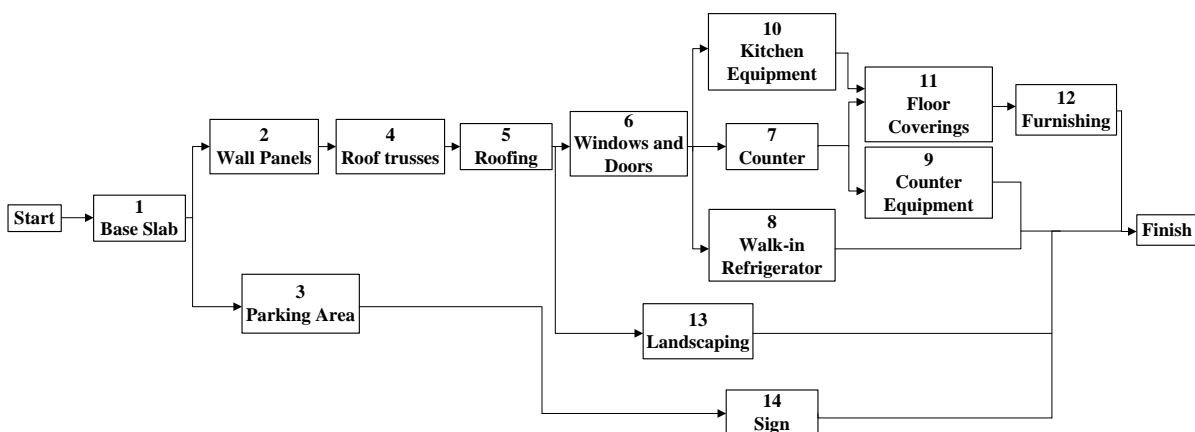 Start
1
Base Slab
2
Wall Panels
4
Roof trusses
5
Roofing
6
Windows and
Doors
10
Kitchen
Equipment
7
Counter
8
Walk-in
Refrigerator
11
Floor
Coverings
9
Counter
Equipment
12
Furnishing
Finish
3
Parking Area
13
Landscaping
14
Sign